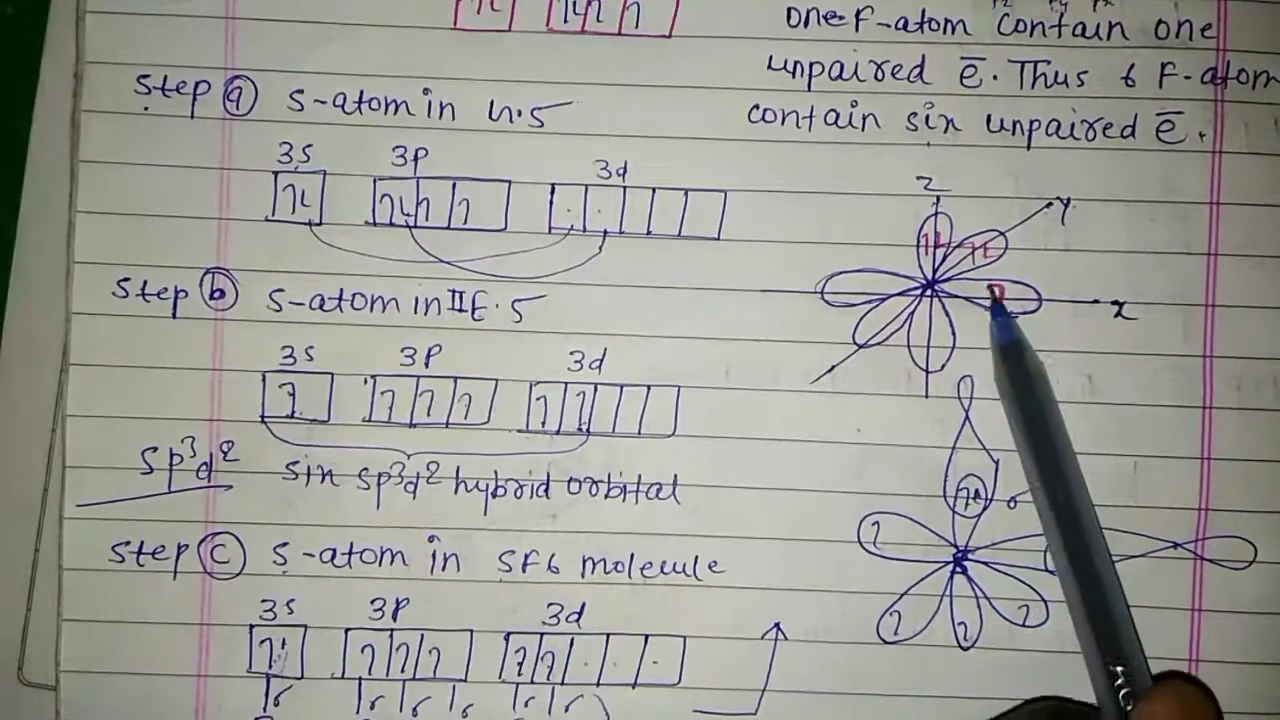 one F-atom contain one
unpaired e̅. Thus 6 F-atom
contain six unpaired e̅.
Step ⓐ S-atom in
3s 3p 3d
Z
Y
x
Step ⓑ S-atom in II E.S
3s 3P 3d
sp³d² six sp³d² hybrid orbital
Step ⓒ S-atom in SF6 molecule
3s 3P 3d